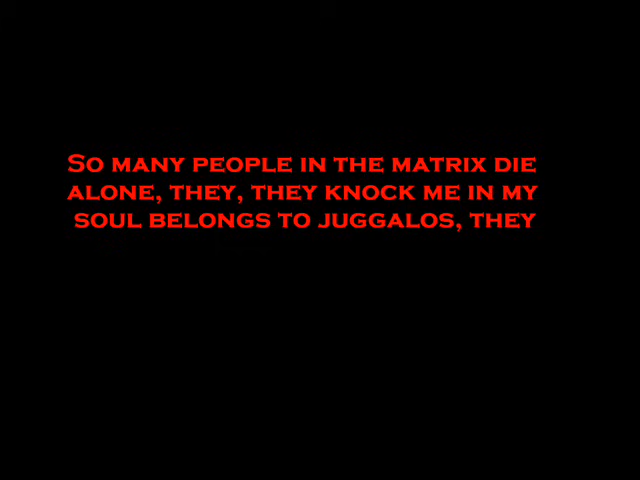 So many people in the matrix die
alone, they, they knock me in my
soul belongs to juggalos, they